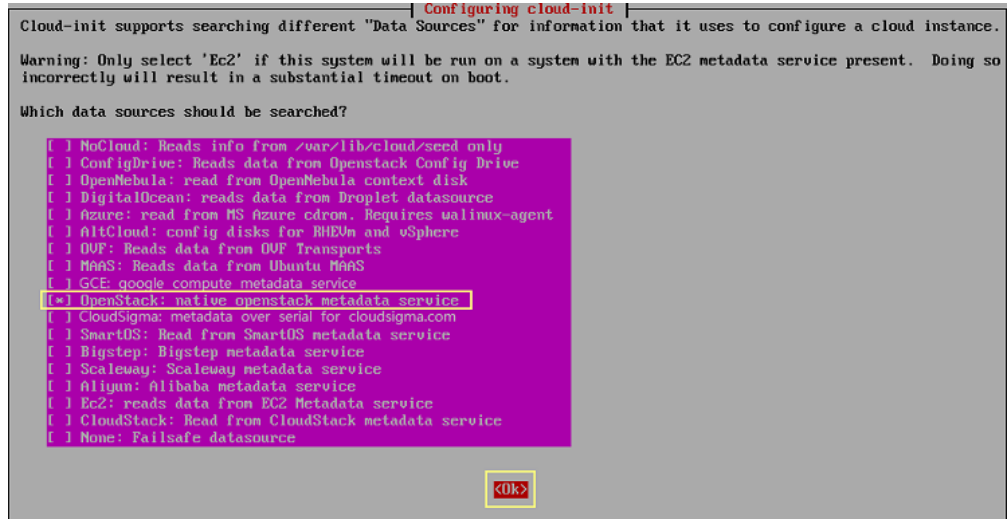 Configuring cloud-init
Cloud-init supports searching different "Data Sources" for information that it uses to configure a cloud instance.
Warning: Only select 'Ec2' if this system will be run on a system with the EC2 metadata service present. Doing so
incorrectly will result in a substantial timeout on boot.
Which data sources should be searched?
[ ] NoCloud: Reads info from /var/lib/cloud/seed only
[ ] ConfigDrive: Reads data from Openstack Config Drive
[ ] OpenNebula: read from OpenNebula context disk
[ ] DigitalOcean: reads data from Droplet datasource
[ ] Azure: read from MS Azure cdrom. Requires walinux-agent
[ ] AltCloud: config disks for RHEVm and vSphere
[ ] OVF: Reads data from OVF Transports
[ ] MAAS: Reads data from Ubuntu MAAS
[ ] GCE: google compute metadata service
[*] OpenStack: native openstack metadata service
[ ] CloudSigma: metadata over serial for cloudsigma.com
[ ] SmartOS: Read from SmartOS metadata service
[ ] Bigstep: Bigstep metadata service
[ ] Scaleway: Scaleway metadata service
[ ] Aliyun: Alibaba metadata service
[ ] Ec2: reads data from EC2 Metadata service
[ ] CloudStack: Read from CloudStack metadata service
[ ] None: Failsafe datasource
<Ok>